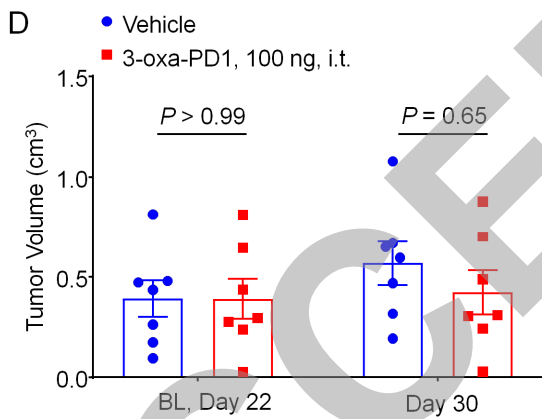 D
Vehicle
3-oxa-PD1, 100 ng, i.t.
Tumor Volume (cm³)
1.5
1.0
0.5
0.0
P > 0.99
P = 0.65
BL, Day 22
Day 30